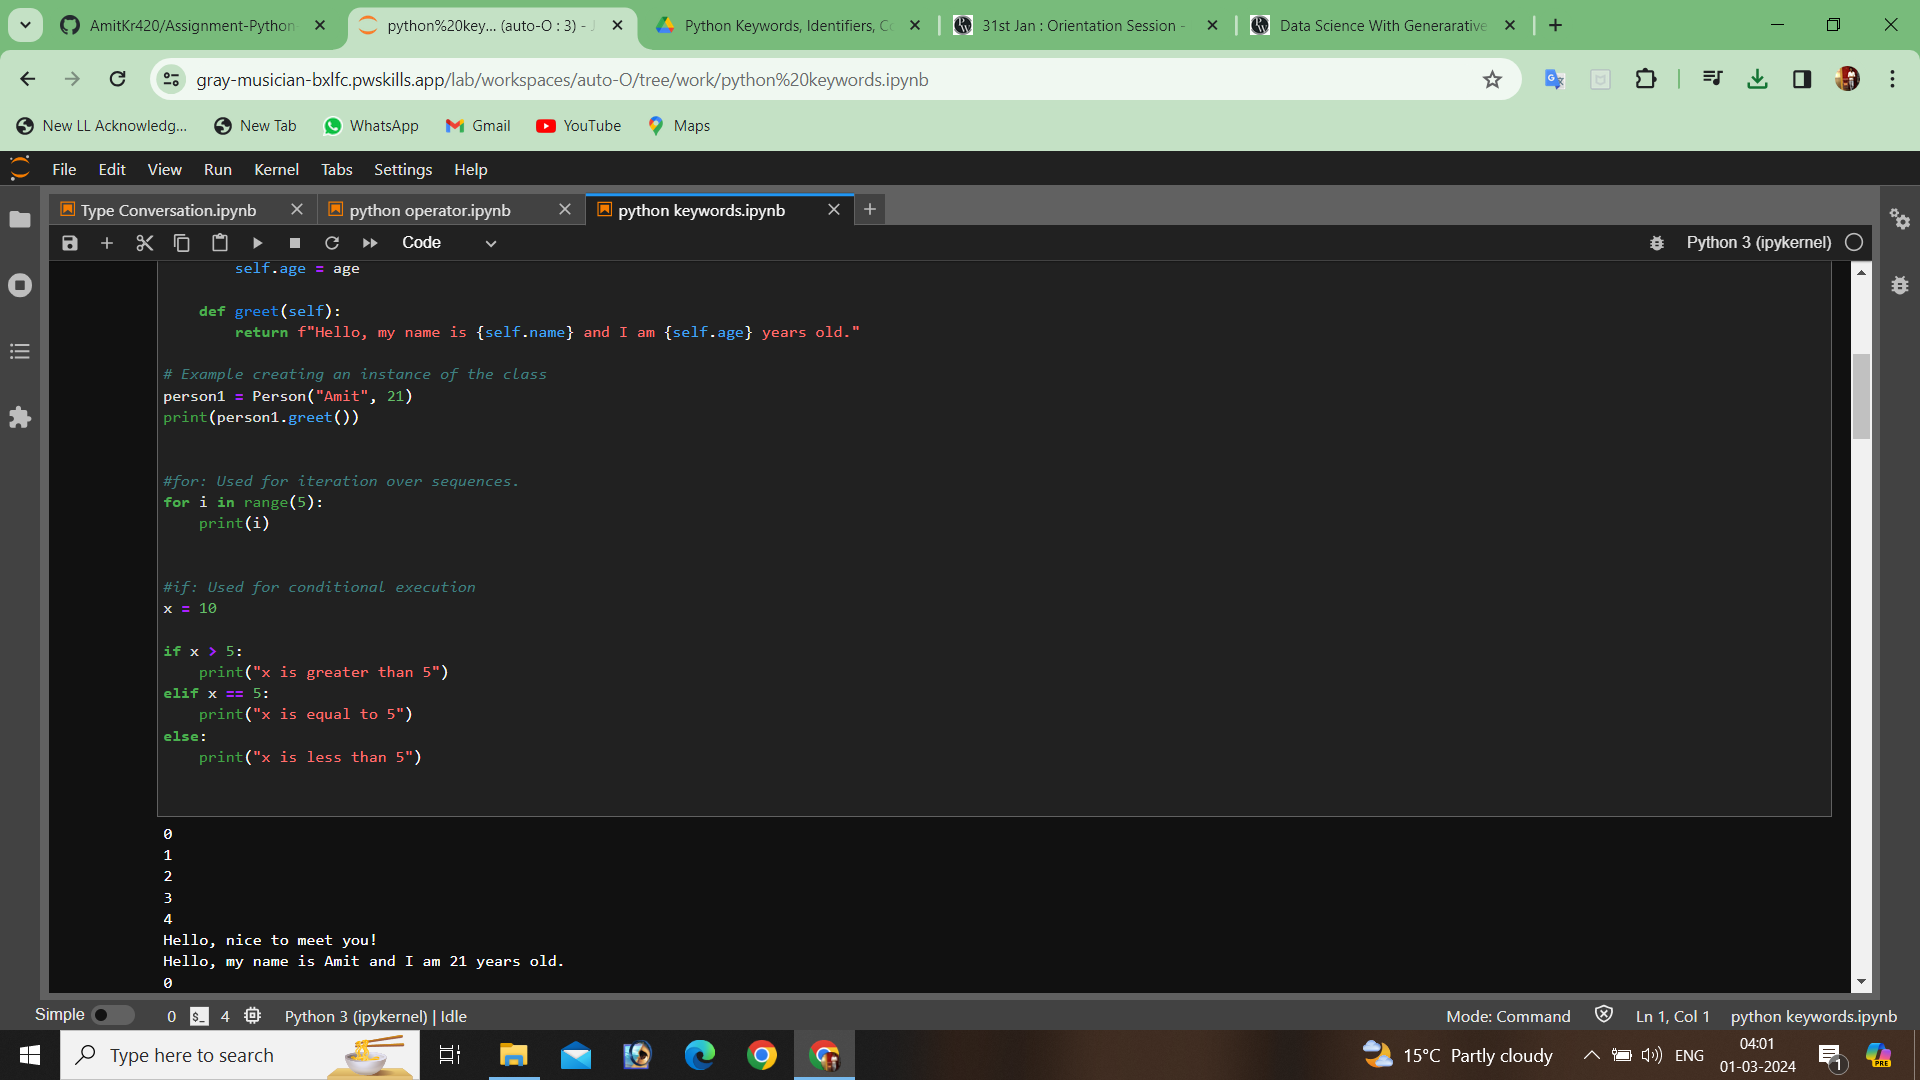 AmitKr420/Assignment-Python-
python%20key... (auto-O : 3) - J
Python Keywords, Identifiers, Co
31st Jan : Orientation Session -
Data Science With Generarative
gray-musician-bxlfc.pwskills.app/lab/workspaces/auto-O/tree/work/python%20keywords.ipynb
New LL Acknowledg...
New Tab
WhatsApp
Gmail
YouTube
Maps
File Edit View Run Kernel Tabs Settings Help
Type Conversation.ipynb
python operator.ipynb
python keywords.ipynb
Code
Python 3 (ipykernel)
self.age = age
def greet(self):
return f"Hello, my name is {self.name} and I am {self.age} years old."
# Example creating an instance of the class
person1 = Person("Amit", 21)
print(person1.greet())
#for: Used for iteration over sequences.
for i in range(5):
print(i)
#if: Used for conditional execution
x = 10
if x > 5:
print("x is greater than 5")
elif x == 5:
print("x is equal to 5")
else:
print("x is less than 5")
0
1
2
3
4
Hello, nice to meet you!
Hello, my name is Amit and I am 21 years old.
0
Simple 0 $_ 4 Python 3 (ipykernel) | Idle
Mode: Command Ln 1, Col 1 python keywords.ipynb
Type here to search
15°C Partly cloudy
ENG
04:01
01-03-2024
1
PRE